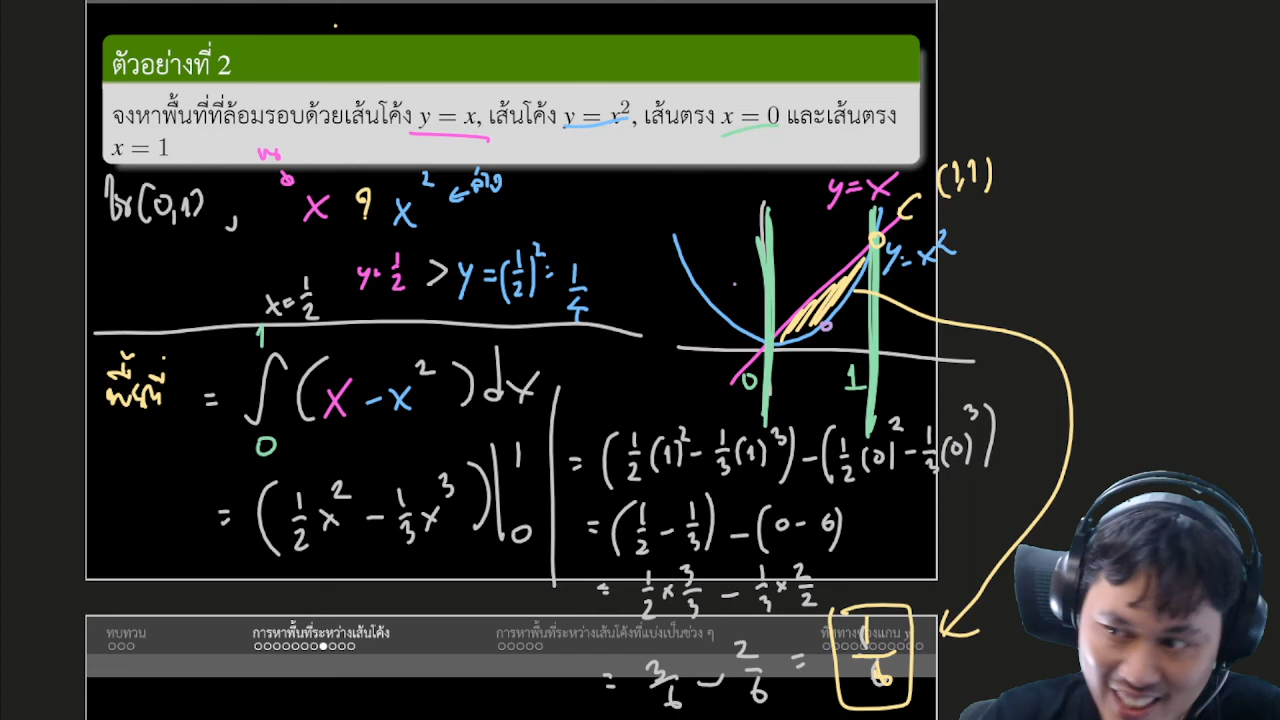 ตัวอย่างที่ 2
จงหาพื้นที่ที่ล้อมรอบด้วยเส้นโค้ง y = x, เส้นโค้ง y = x², เส้นตรง x = 0 และเส้นตรง
x = 1
บน
(0,1) , x ? x² ← ล่าง
y = 1/2 > y = (1/2)² = 1/4
x = 1/2
y = x
(1,1)
y = x²
0 1
พื้นที่ = ∫₀¹ (x - x²) dx
= (1/2 x² - 1/3 x³) |₀¹
= (1/2 (1)² - 1/3 (1)³) - (1/2 (0)² - 1/3 (0)³)
= (1/2 - 1/3) - (0 - 0)
= 1/2 × 3/3 - 1/3 × 2/2
= 3/6 - 2/6 = 1/6
ทบทวน การหาพื้นที่ระหว่างเส้นโค้ง การหาพื้นที่ระหว่างเส้นโค้งที่แบ่งเป็นช่วง ๆ